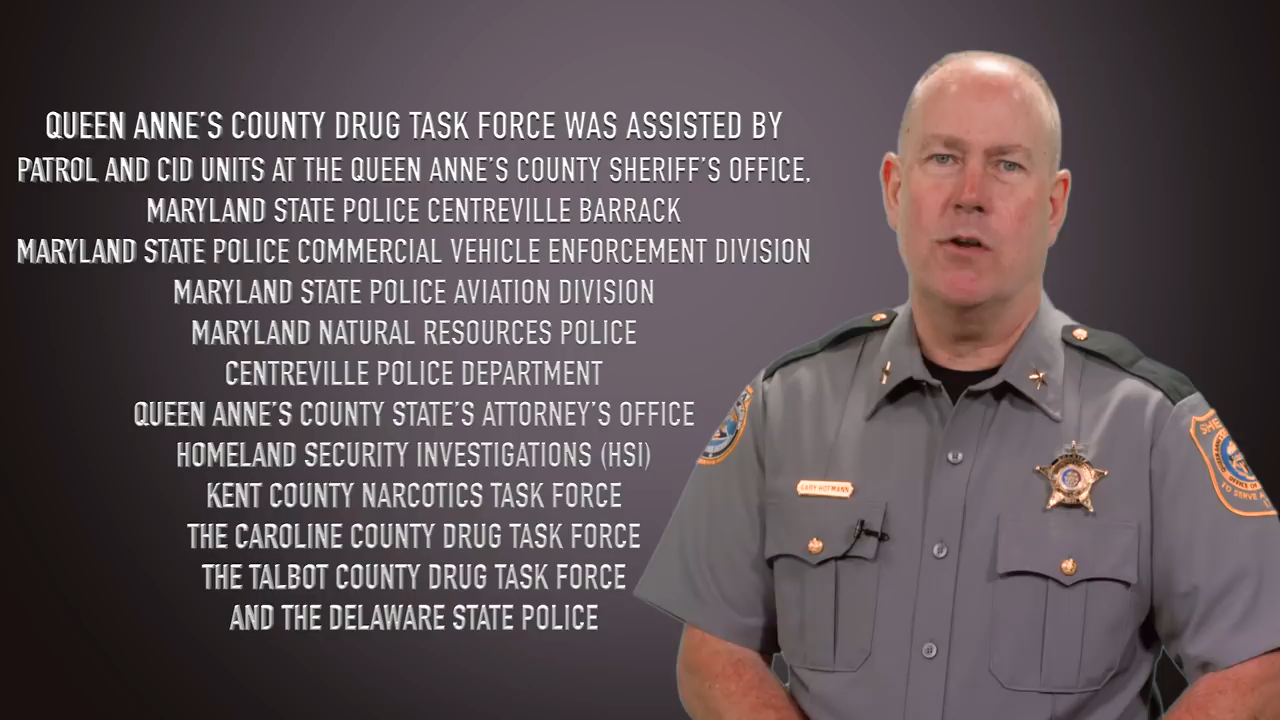 QUEEN ANNE'S COUNTY DRUG TASK FORCE WAS ASSISTED BY
PATROL AND CID UNITS AT THE QUEEN ANNE'S COUNTY SHERIFF'S OFFICE,
MARYLAND STATE POLICE CENTREVILLE BARRACK
MARYLAND STATE POLICE COMMERCIAL VEHICLE ENFORCEMENT DIVISION
MARYLAND STATE POLICE AVIATION DIVISION
MARYLAND NATURAL RESOURCES POLICE
CENTREVILLE POLICE DEPARTMENT
QUEEN ANNE'S COUNTY STATE'S ATTORNEY'S OFFICE
HOMELAND SECURITY INVESTIGATIONS (HSI)
KENT COUNTY NARCOTICS TASK FORCE
THE CAROLINE COUNTY DRUG TASK FORCE
THE TALBOT COUNTY DRUG TASK FORCE
AND THE DELAWARE STATE POLICE
GARY HOFMANN
TO SERVE